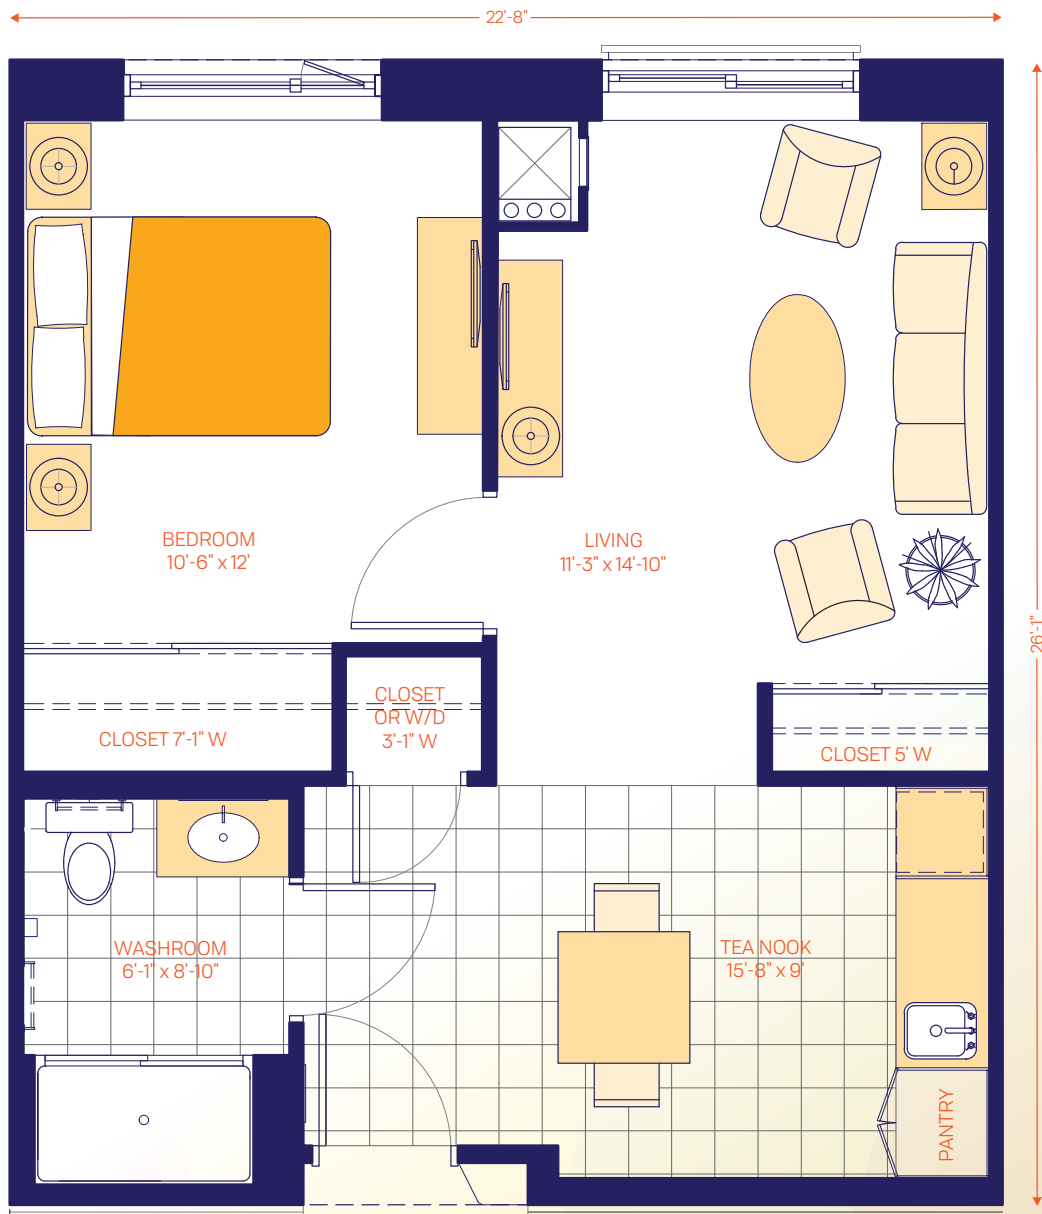 22'-8"
BEDROOM
10'-6" x 12'
LIVING
11'-3" x 14'-10"
26'-1"
CLOSET
OR W/D
3'-1" W
CLOSET 7'-1" W
CLOSET 5' W
WASHROOM
6'-1" x 8'-10"
TEA NOOK
15'-8" x 9'
PANTRY